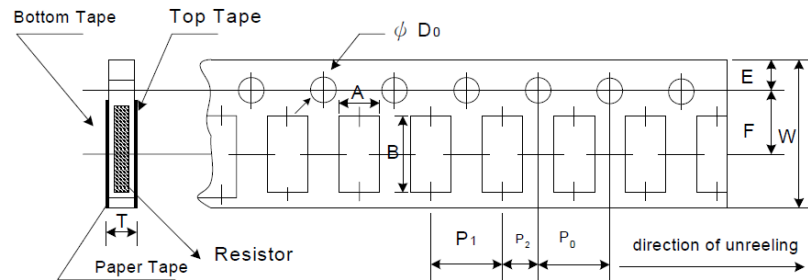 Bottom Tape
Top Tape
ϕ D0
E
A
F
W
B
T
P1
P2
P0
direction of unreeling
Resistor
Paper Tape